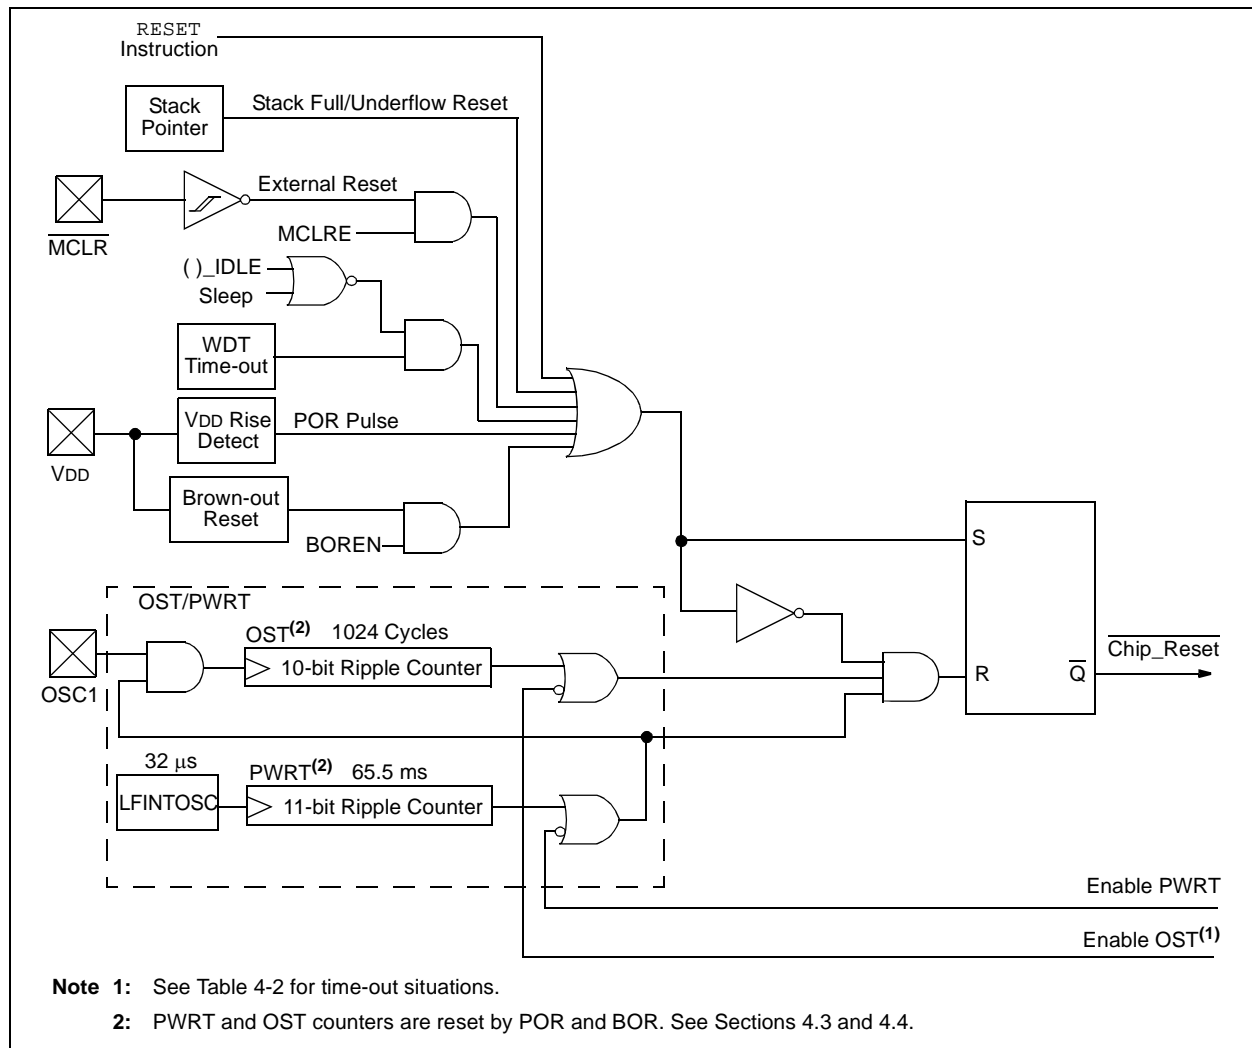 RESET
Instruction
Stack
Pointer
Stack Full/Underflow Reset
External Reset
MCLR
MCLRE
( )_IDLE
Sleep
WDT
Time-out
VDD Rise
Detect
POR Pulse
VDD
Brown-out
Reset
BOREN
S
OST/PWRT
OST(2) 1024 Cycles
10-bit Ripple Counter
OSC1
R
Q
Chip_Reset
32 μs
LFINTOSC
PWRT(2) 65.5 ms
11-bit Ripple Counter
Enable PWRT
Enable OST(1)
Note 1: See Table 4-2 for time-out situations.
2: PWRT and OST counters are reset by POR and BOR. See Sections 4.3 and 4.4.